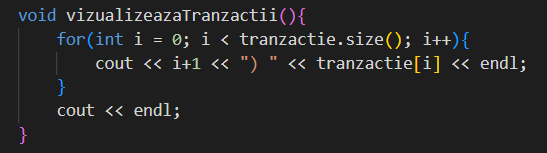 void vizualizeazaTranzactii(){
    for(int i = 0; i < tranzactie.size(); i++){
        cout << i+1 << ") " << tranzactie[i] << endl;
    }
    cout << endl;
}